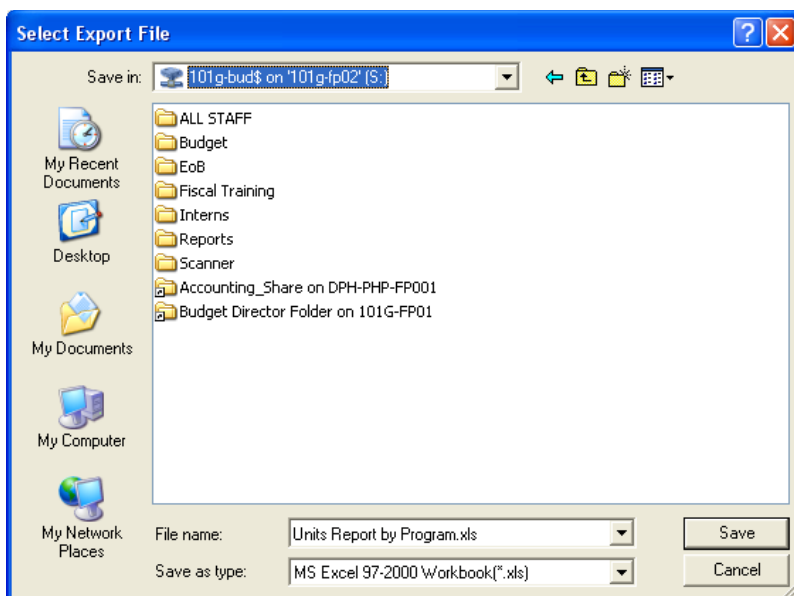 Select Export File
Save in:
101g-bud$ on '101g-fp02' (S:)
My Recent
Documents
Desktop
My Documents
My Computer
My Network
Places
ALL STAFF
Budget
EoB
Fiscal Training
Interns
Reports
Scanner
Accounting_Share on DPH-PHP-FP001
Budget Director Folder on 101G-FP01
File name:
Units Report by Program.xls
Save
Save as type:
MS Excel 97-2000 Workbook(*.xls)
Cancel